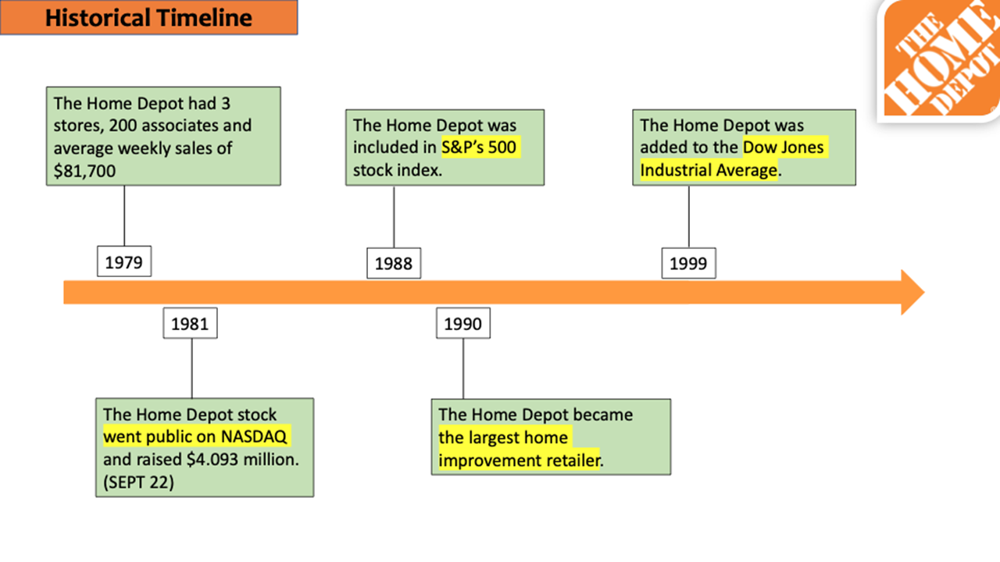 Historical Timeline
THE
HOME
DEPOT
The Home Depot had 3
stores, 200 associates and
average weekly sales of
$81,700
The Home Depot was
included in S&P’s 500
stock index.
The Home Depot was
added to the Dow Jones
Industrial Average.
1979
1988
1999
1981
1990
The Home Depot stock
went public on NASDAQ
and raised $4.093 million.
(SEPT 22)
The Home Depot became
the largest home
improvement retailer.